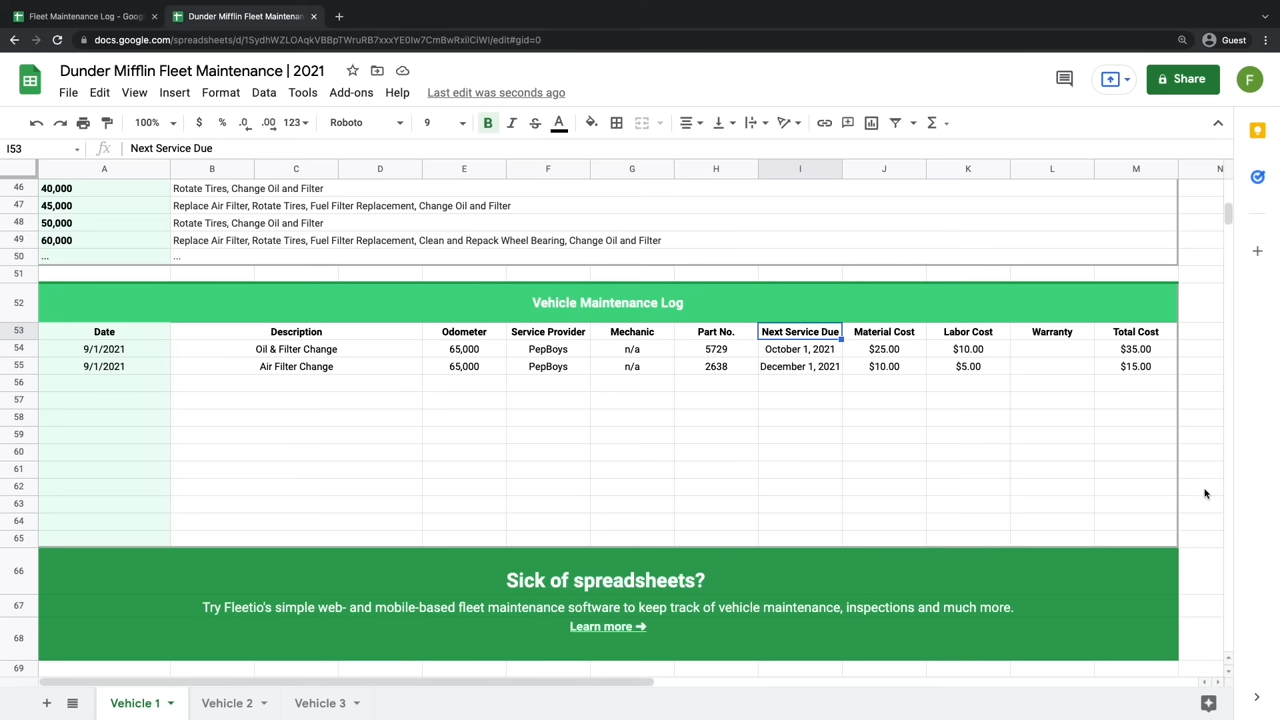 Fleet Maintenance Log - Goog
Dunder Mifflin Fleet Maintenan
docs.google.com/spreadsheets/d/1SydhWZLOAqkVBBpTWruRB7xxxYE0Iw7CmBwRxilCiWI/edit#gid=0
Guest
Dunder Mifflin Fleet Maintenance | 2021
Share
F
File Edit View Insert Format Data Tools Add-ons Help Last edit was seconds ago
100% $ % .0 .00 123 Roboto 9 B I S A Σ
I53 fx Next Service Due
A B C D E F G H I J K L M N
46 40,000 Rotate Tires, Change Oil and Filter
47 45,000 Replace Air Filter, Rotate Tires, Fuel Filter Replacement, Change Oil and Filter
48 50,000 Rotate Tires, Change Oil and Filter
49 60,000 Replace Air Filter, Rotate Tires, Fuel Filter Replacement, Clean and Repack Wheel Bearing, Change Oil and Filter
50 ... ...
51
52 Vehicle Maintenance Log
53 Date Description Odometer Service Provider Mechanic Part No. Next Service Due Material Cost Labor Cost Warranty Total Cost
54 9/1/2021 Oil & Filter Change 65,000 PepBoys n/a 5729 October 1, 2021 $25.00 $10.00 $35.00
55 9/1/2021 Air Filter Change 65,000 PepBoys n/a 2638 December 1, 2021 $10.00 $5.00 $15.00
56
57
58
59
60
61
62
63
64
65
66 Sick of spreadsheets?
67 Try Fleetio's simple web- and mobile-based fleet maintenance software to keep track of vehicle maintenance, inspections and much more.
68 Learn more ➔
69
Vehicle 1 Vehicle 2 Vehicle 3